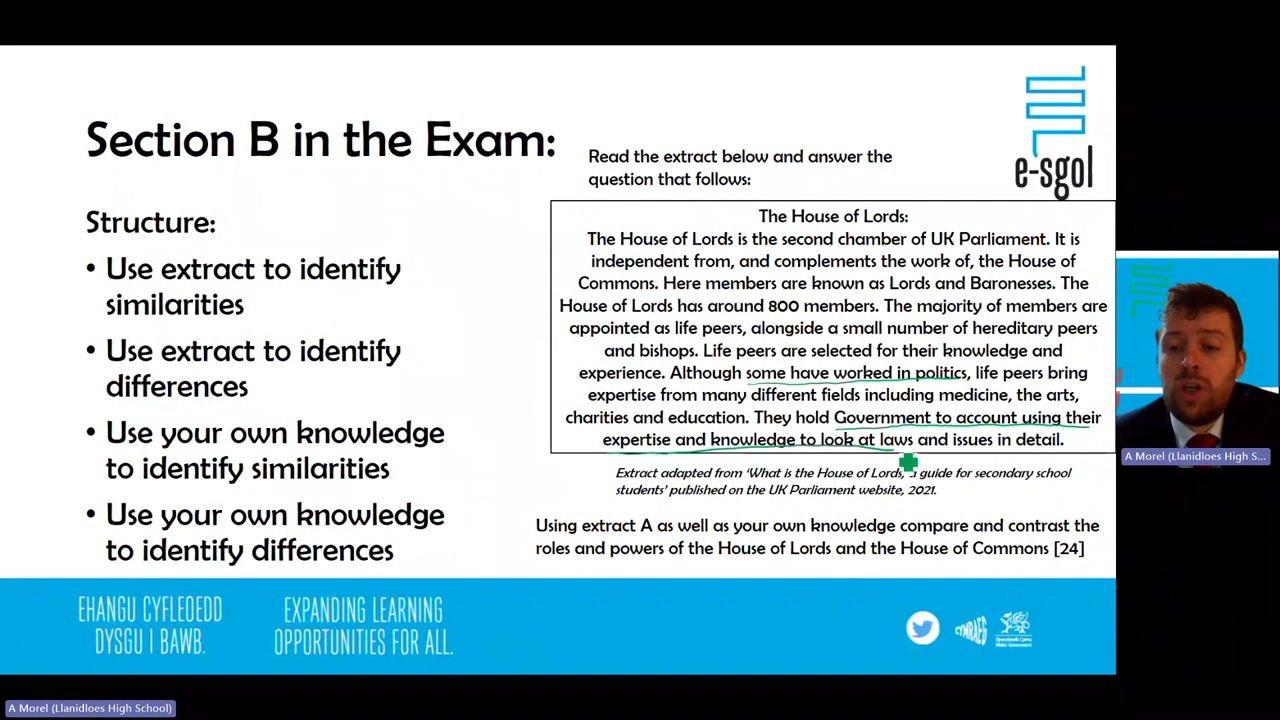 Section B in the Exam:
Structure:
• Use extract to identify
similarities
• Use extract to identify
differences
• Use your own knowledge
to identify similarities
• Use your own knowledge
to identify differences
Read the extract below and answer the
question that follows:
The House of Lords:
The House of Lords is the second chamber of UK Parliament. It is
independent from, and complements the work of, the House of
Commons. Here members are known as Lords and Baronesses. The
House of Lords has around 800 members. The majority of members are
appointed as life peers, alongside a small number of hereditary peers
and bishops. Life peers are selected for their knowledge and
experience. Although some have worked in politics, life peers bring
expertise from many different fields including medicine, the arts,
charities and education. They hold Government to account using their
expertise and knowledge to look at laws and issues in detail.
Extract adapted from ‘What is the House of Lords, a guide for secondary school
students’ published on the UK Parliament website, 2021.
Using extract A as well as your own knowledge compare and contrast the
roles and powers of the House of Lords and the House of Commons [24]
e-sgol
EHANGU CYFLEOEDD
DYSGU I BAWB.
EXPANDING LEARNING
OPPORTUNITIES FOR ALL.
CYMRAEG
Llywodraeth Cymru
Welsh Government
A Morel (Llanidloes High S...
A Morel (Llanidloes High School)